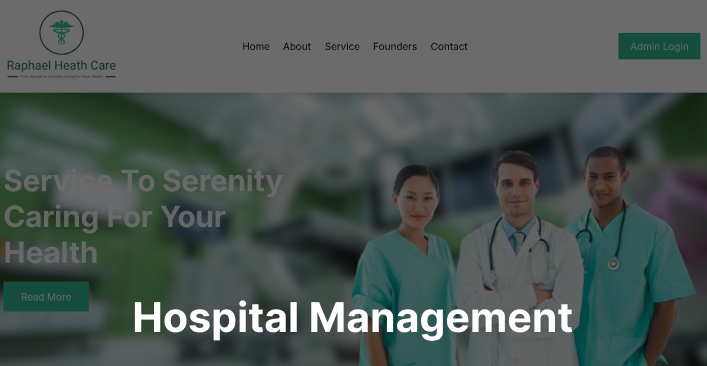 Raphael Heath Care
Home About Service Founders Contact
Admin Login
Service To Serenity
Caring For Your
Health
Read More
Hospital Management